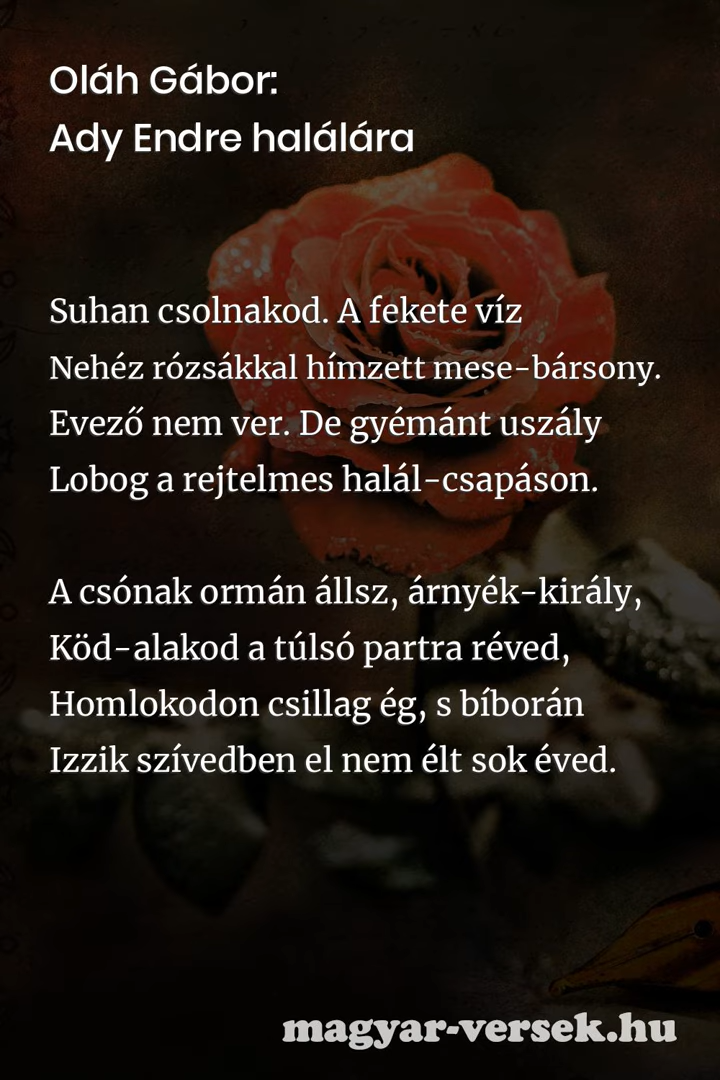 Oláh Gábor:
Ady Endre halálára
Suhan csolnakod. A fekete víz
Nehéz rózsákkal hímzett mese-bársony.
Evező nem ver. De gyémánt uszály
Lobog a rejtelmes halál-csapáson.
A csónak ormán állsz, árnyék-király,
Köd-alakod a túlsó partra réved,
Homlokodon csillag ég, s bíborán
Izzik szívedben el nem élt sok éved.
magyar-versek.hu